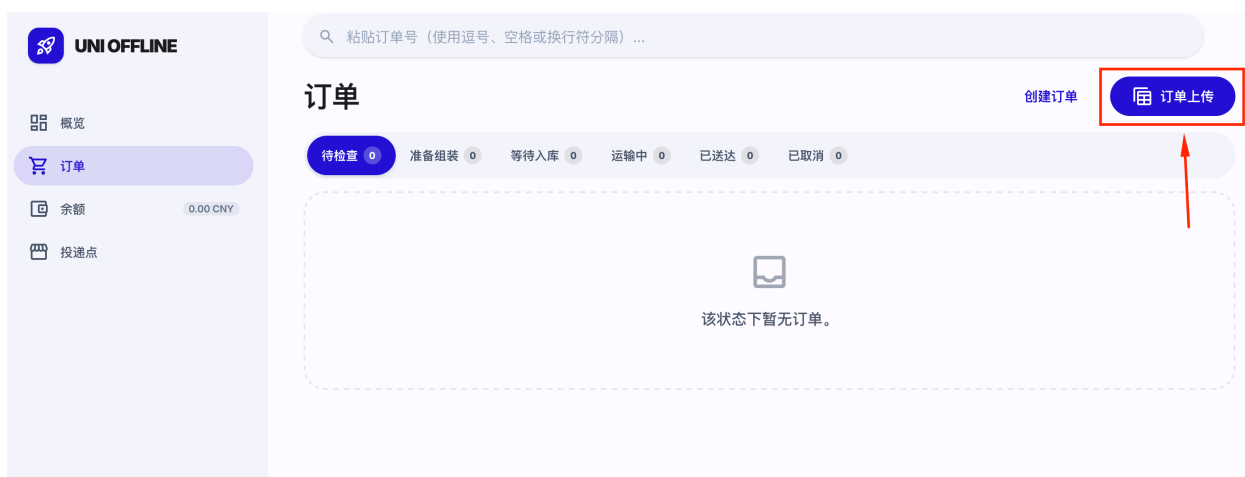 UNI OFFLINE
粘贴订单号（使用逗号、空格或换行符分隔）...
订单
创建订单
订单上传
概览
订单
余额 0.00 CNY
投递点
待检查 0 准备组装 0 等待入库 0 运输中 0 已送达 0 已取消 0
该状态下暂无订单。